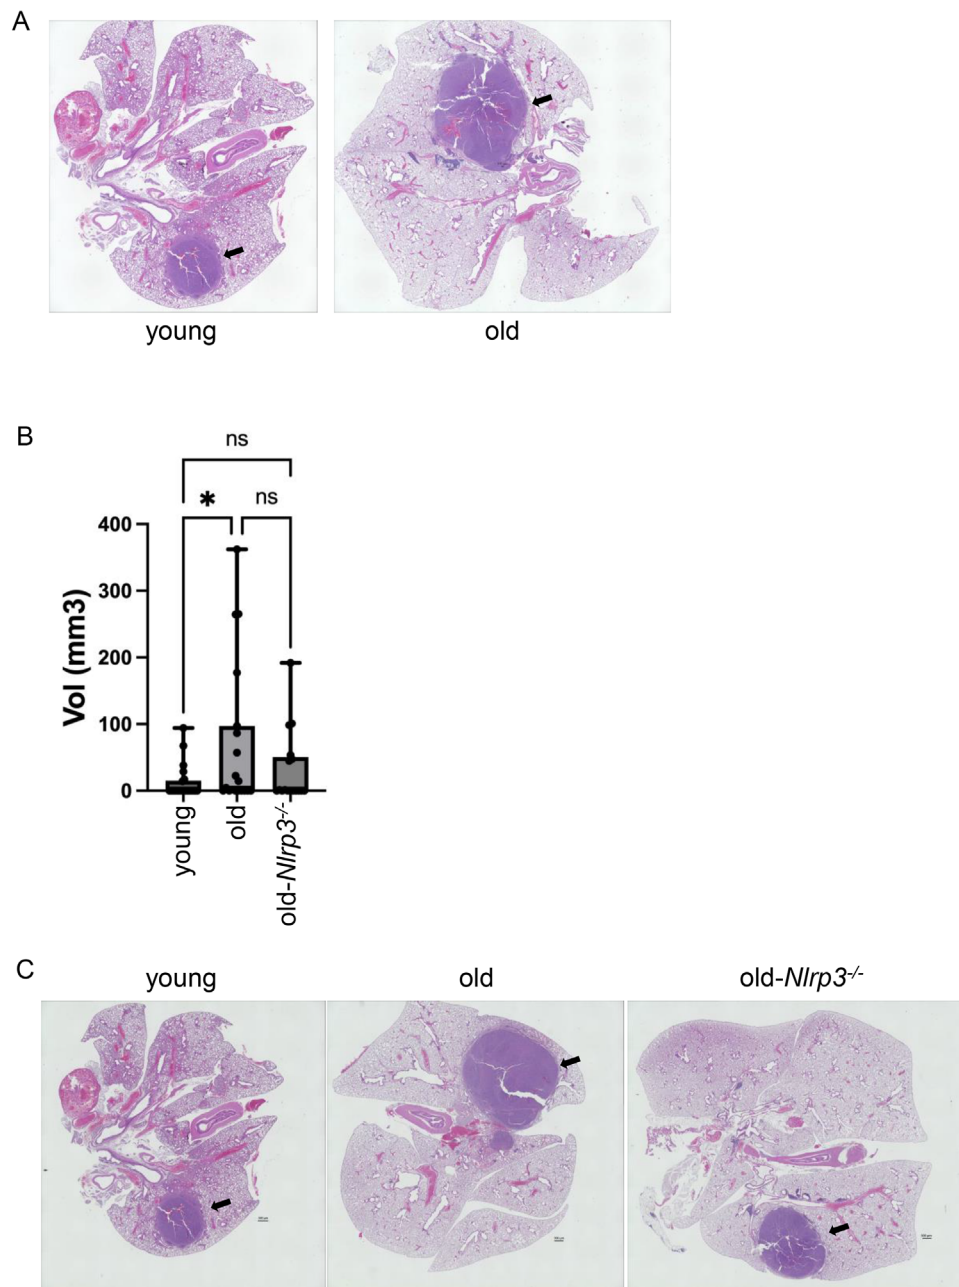 A
young
old
B
ns
* ns
400
300
200
100
0
Vol (mm3)
young
old
old-Nlrp3-/-
C
young old old-Nlrp3-/-